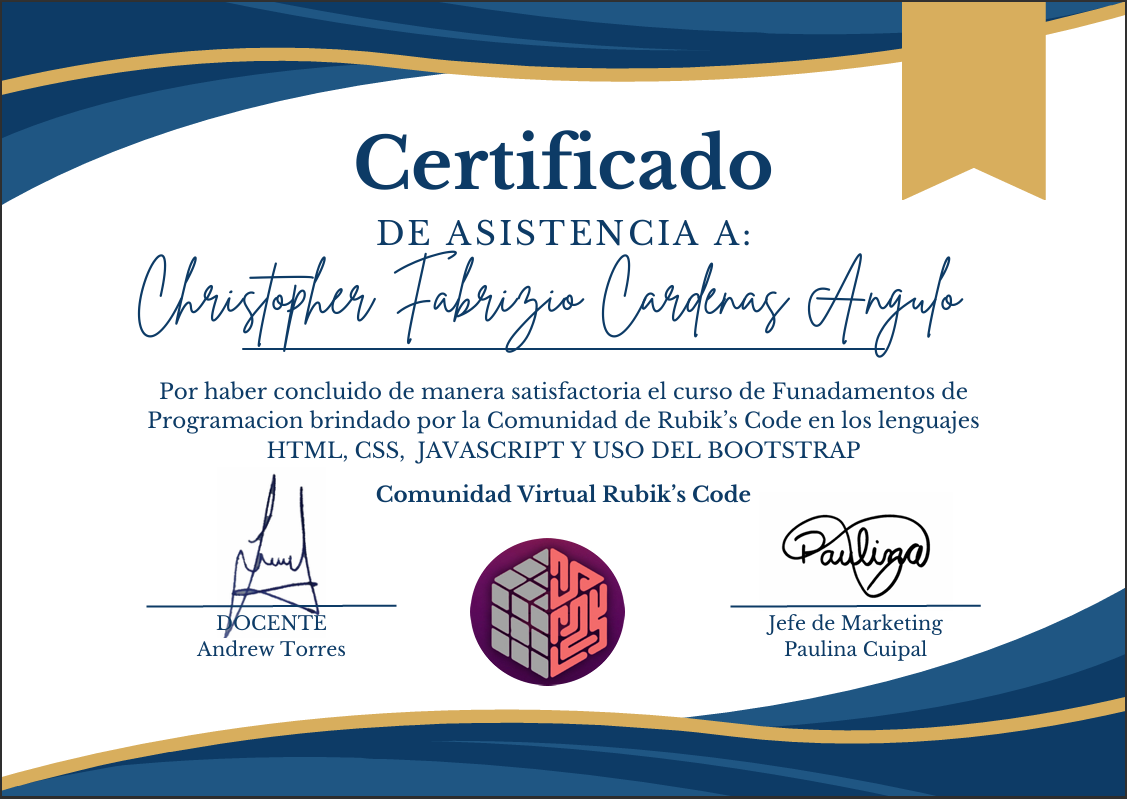 Certificado
DE ASISTENCIA A:
Christopher Fabrizio Cardenas Angulo
Por haber concluido de manera satisfactoria el curso de Funadamentos de
Programacion brindado por la Comunidad de Rubik’s Code en los lenguajes
HTML, CSS, JAVASCRIPT Y USO DEL BOOTSTRAP
Comunidad Virtual Rubik’s Code
Paulina
DOCENTE
Andrew Torres
Jefe de Marketing
Paulina Cuipal